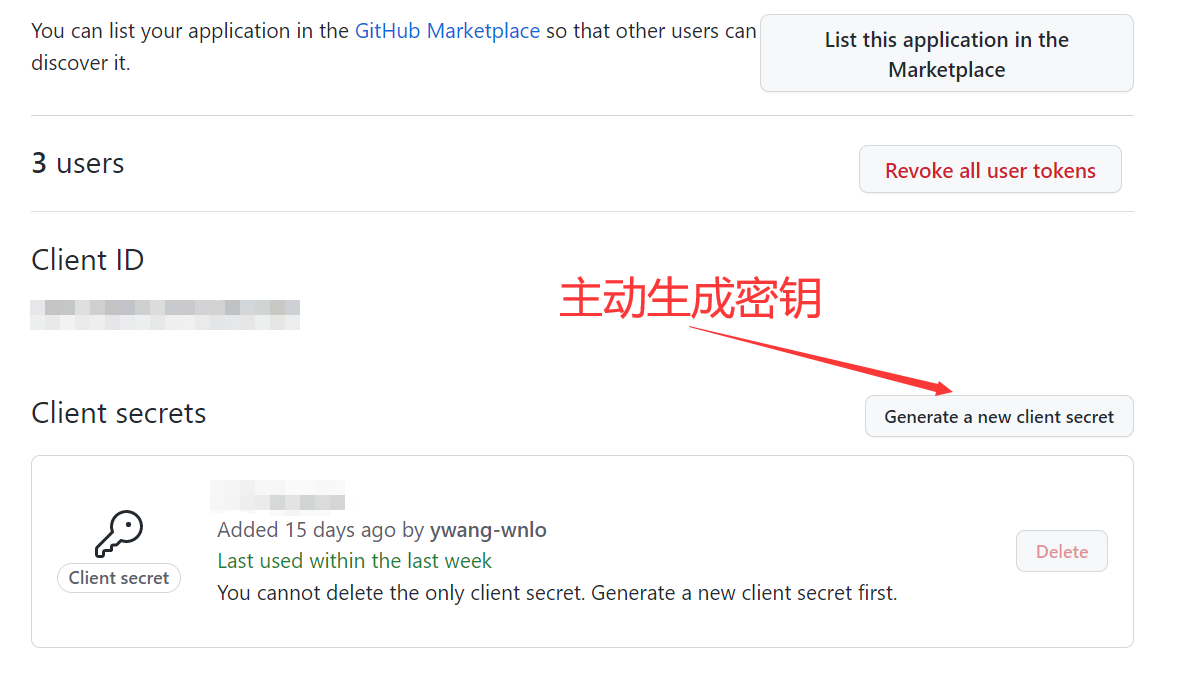 You can list your application in the GitHub Marketplace so that other users can
discover it.
List this application in the
Marketplace
3 users
Revoke all user tokens
Client ID
主动生成密钥
Client secrets
Generate a new client secret
Added 15 days ago by ywang-wnlo
Last used within the last week
Client secret
You cannot delete the only client secret. Generate a new client secret first.
Delete